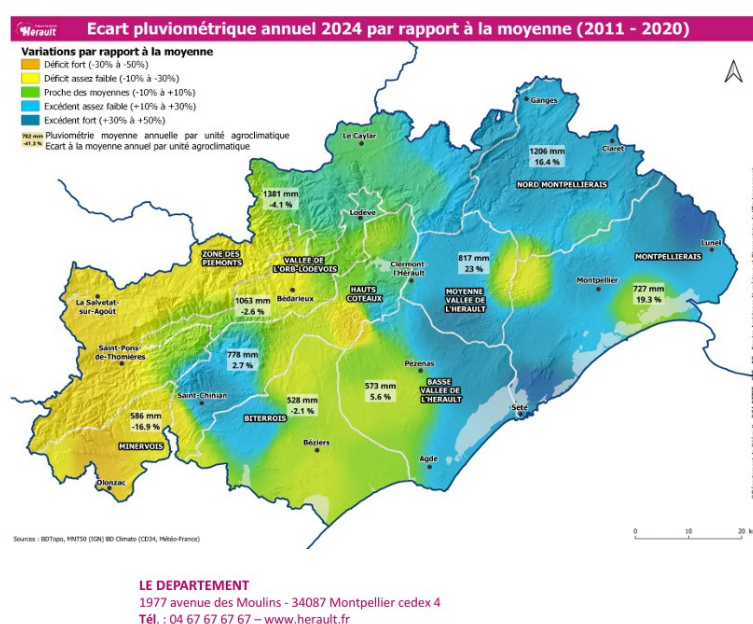 Hérault
Ecart pluviométrique annuel 2024 par rapport à la moyenne (2011 - 2020)
Variations par rapport à la moyenne
Déficit fort (-30% à -50%)
Déficit assez faible (-10% à -30%)
Proche des moyennes (-10% à +10%)
Excédent assez faible (+10% à +30%)
Excédent fort (+30% à +50%)
782 mm
-41.3 %
Pluviométrie moyenne annuelle par unité agroclimatique
Ecart à la moyenne annuel par unité agroclimatique
Ganges
Le Caylar
Claret
1206 mm
16.4 %
NORD MONTPELLIERAIS
1381 mm
-4.1 %
Lodève
ZONE DES
PIEMONTS
VALLEE DE
L'ORB-LODEVOIS
Clermont
l'Hérault
817 mm
23 %
Lunel
MONTPELLIERAIS
La Salvetat-
sur-Agoût
1063 mm
-2.6 %
Bédarieux
HAUTS
COTEAUX
MOYENNE
VALLEE DE
L'HERAULT
Montpellier
727 mm
19.3 %
Saint-Pons-
de-Thomières
778 mm
2.7 %
Pézenas
Saint-Chinian
528 mm
-2.1 %
573 mm
5.6 %
BASSE
VALLEE DE
L'HERAULT
586 mm
-16.9 %
BITERROIS
Sète
MINERVOIS
Béziers
Agde
Olonzac
Sources : BDTopo, MNT50 (IGN) BD Climato (CD34, Météo-France)
0 10 20 k
LE DEPARTEMENT
1977 avenue des Moulins - 34087 Montpellier cedex 4
Tél. : 04 67 67 67 67 – www.herault.fr